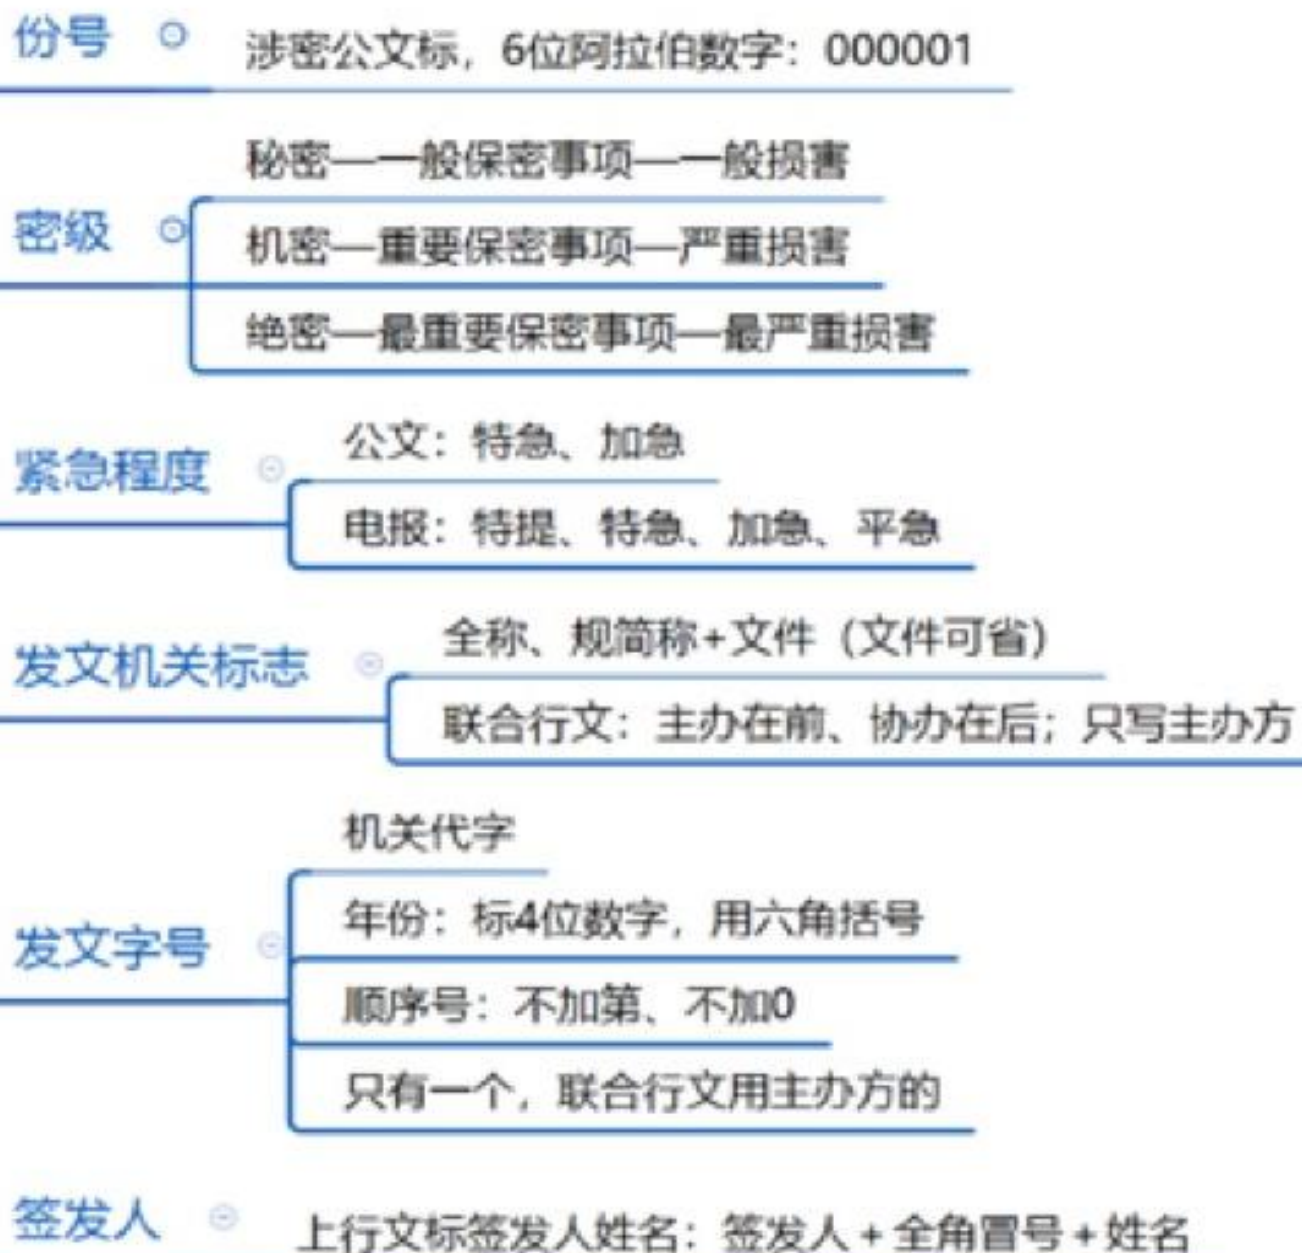 份号
涉密公文标，6位阿拉伯数字：000001
密级
秘密—一般保密事项—一般损害
机密—重要保密事项—严重损害
绝密—最重要保密事项—最严重损害
紧急程度
公文：特急、加急
电报：特提、特急、加急、平急
发文机关标志
全称、规简称+文件（文件可省）
联合行文：主办在前、协办在后；只写主办方
发文字号
机关代字
年份：标4位数字，用六角括号
顺序号：不加第、不加0
只有一个，联合行文用主办方的
签发人
上行文标签发人姓名：签发人+全角冒号+姓名